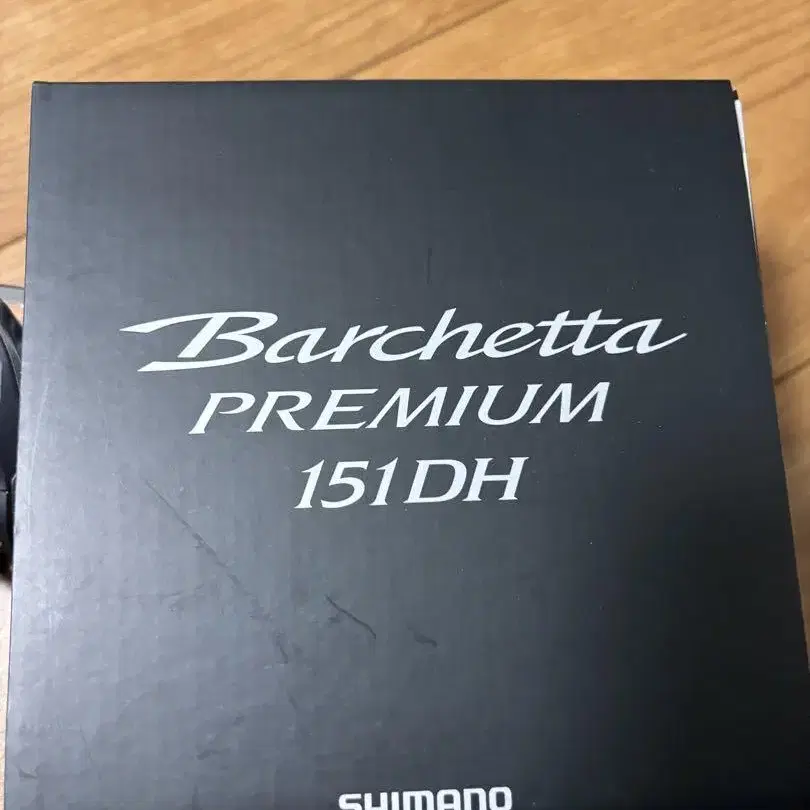 Barchetta
PREMIUM
151DH
SHIMANO